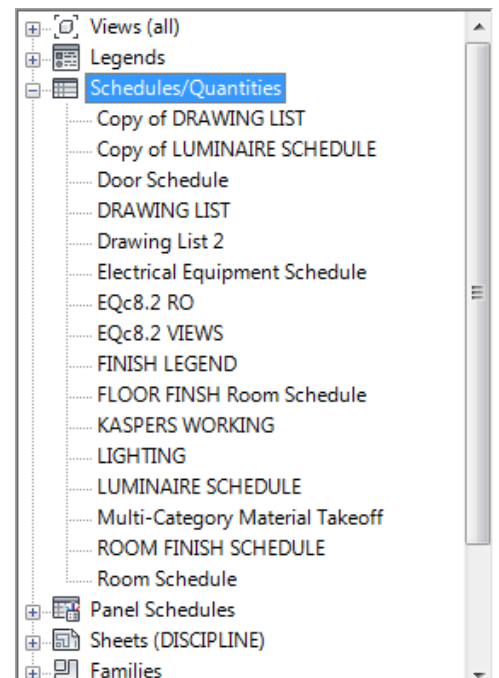 Views (all)
Legends
Schedules/Quantities
Copy of DRAWING LIST
Copy of LUMINAIRE SCHEDULE
Door Schedule
DRAWING LIST
Drawing List 2
Electrical Equipment Schedule
EQc8.2 RO
EQc8.2 VIEWS
FINISH LEGEND
FLOOR FINSH Room Schedule
KASPERS WORKING
LIGHTING
LUMINAIRE SCHEDULE
Multi-Category Material Takeoff
ROOM FINISH SCHEDULE
Room Schedule
Panel Schedules
Sheets (DISCIPLINE)
Families